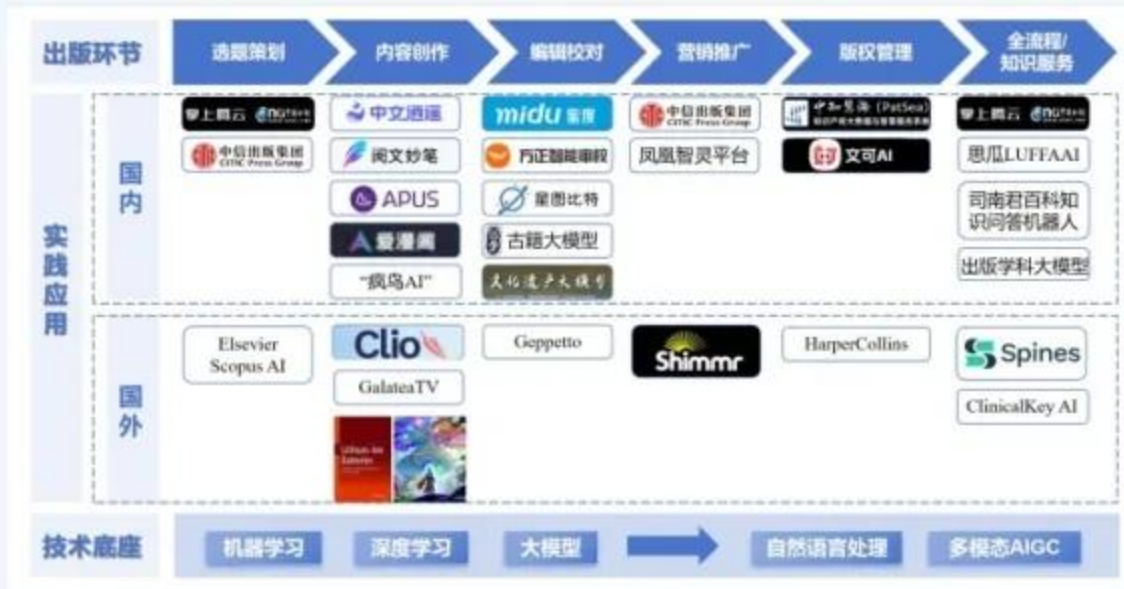 出版环节
选题策划
内容创作
编辑校对
营销推广
版权管理
全流程/
知识服务
实践应用
国内
掌上腾云
中信出版集团
CITIC Press Group
中文逍遥
阅文妙笔
APUS
爱漫阁
“疯鸟AI”
midu 蜜度
方正智能审校
星图比特
古籍大模型
文化遗产大模型
中信出版集团
CITIC Press Group
凤凰智灵平台
(PatSea)
文可AI
掌上腾云
思瓜LUFFAAI
司南君百科知
识问答机器人
出版学科大模型
国外
Elsevier
Scopus AI
Clio
GalateaTV
Geppetto
Shimmr
HarperCollins
Spines
ClinicalKey AI
技术底座
机器学习
深度学习
大模型
自然语言处理
多模态AIGC